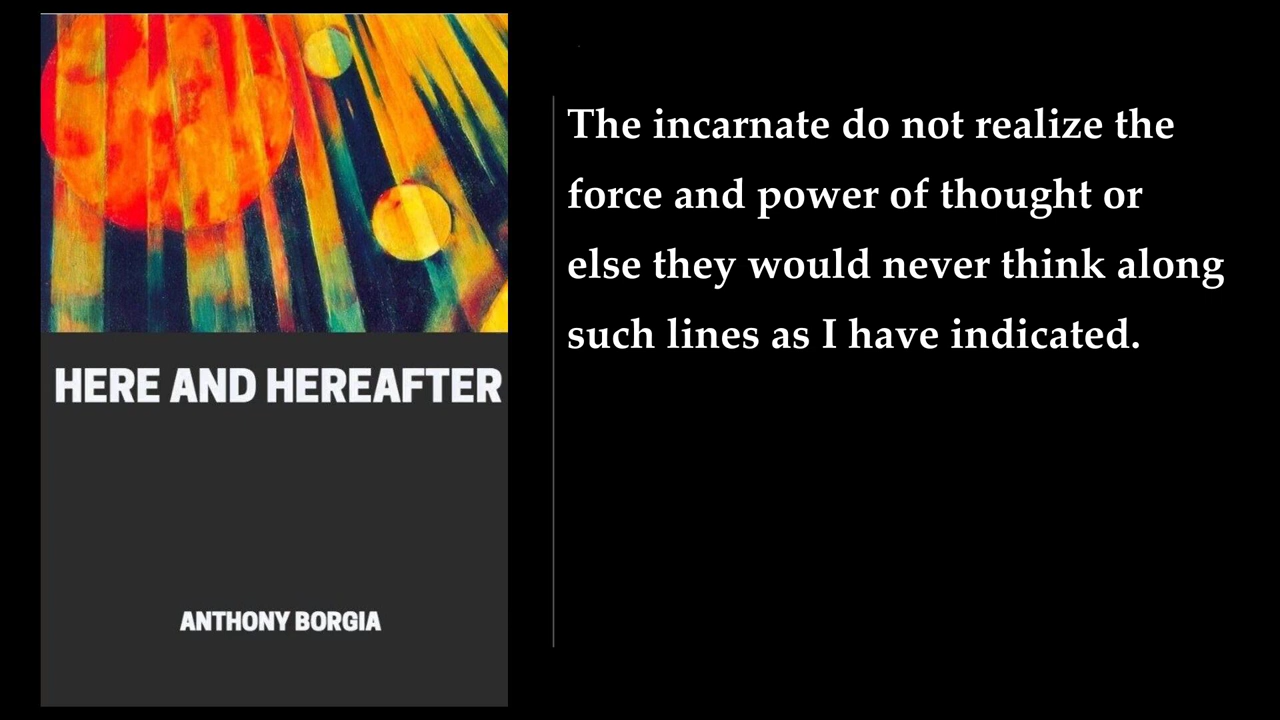 HERE AND HEREAFTER
ANTHONY BORGIA
The incarnate do not realize the
force and power of thought or
else they would never think along
such lines as I have indicated.